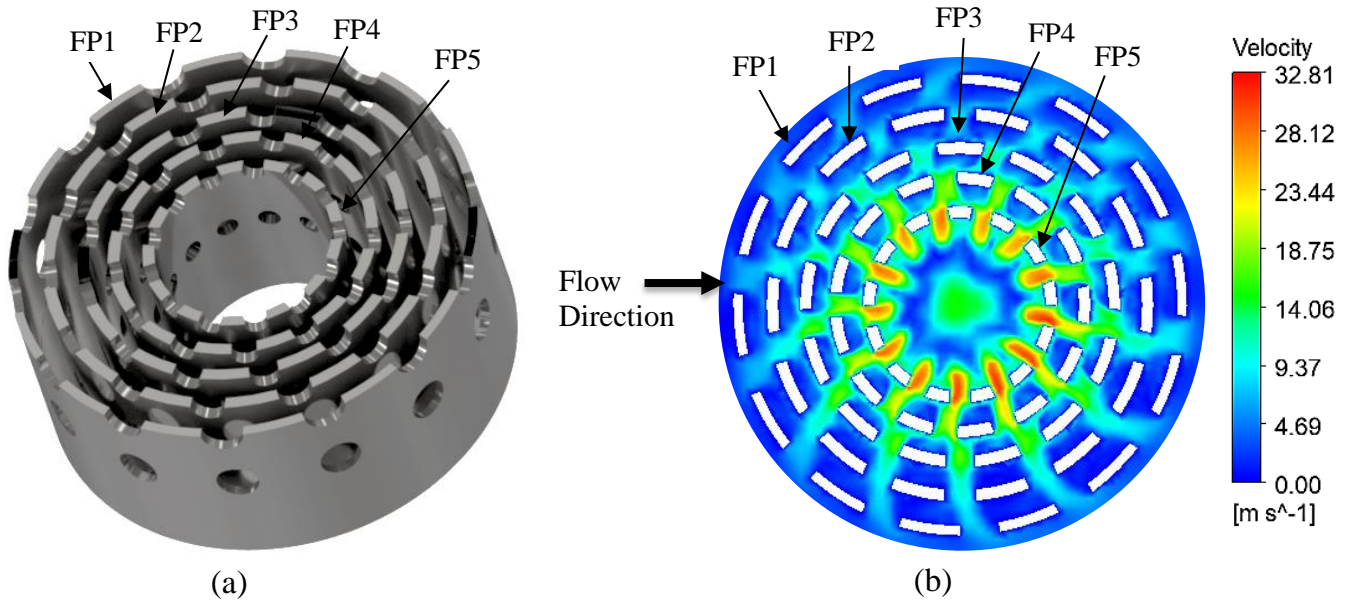 FP1
FP2
FP3
FP4
FP5
(a)
FP1
FP2
FP3
FP4
FP5
Flow
Direction
Velocity
32.81
28.12
23.44
18.75
14.06
9.37
4.69
0.00
[m s^-1]
(b)